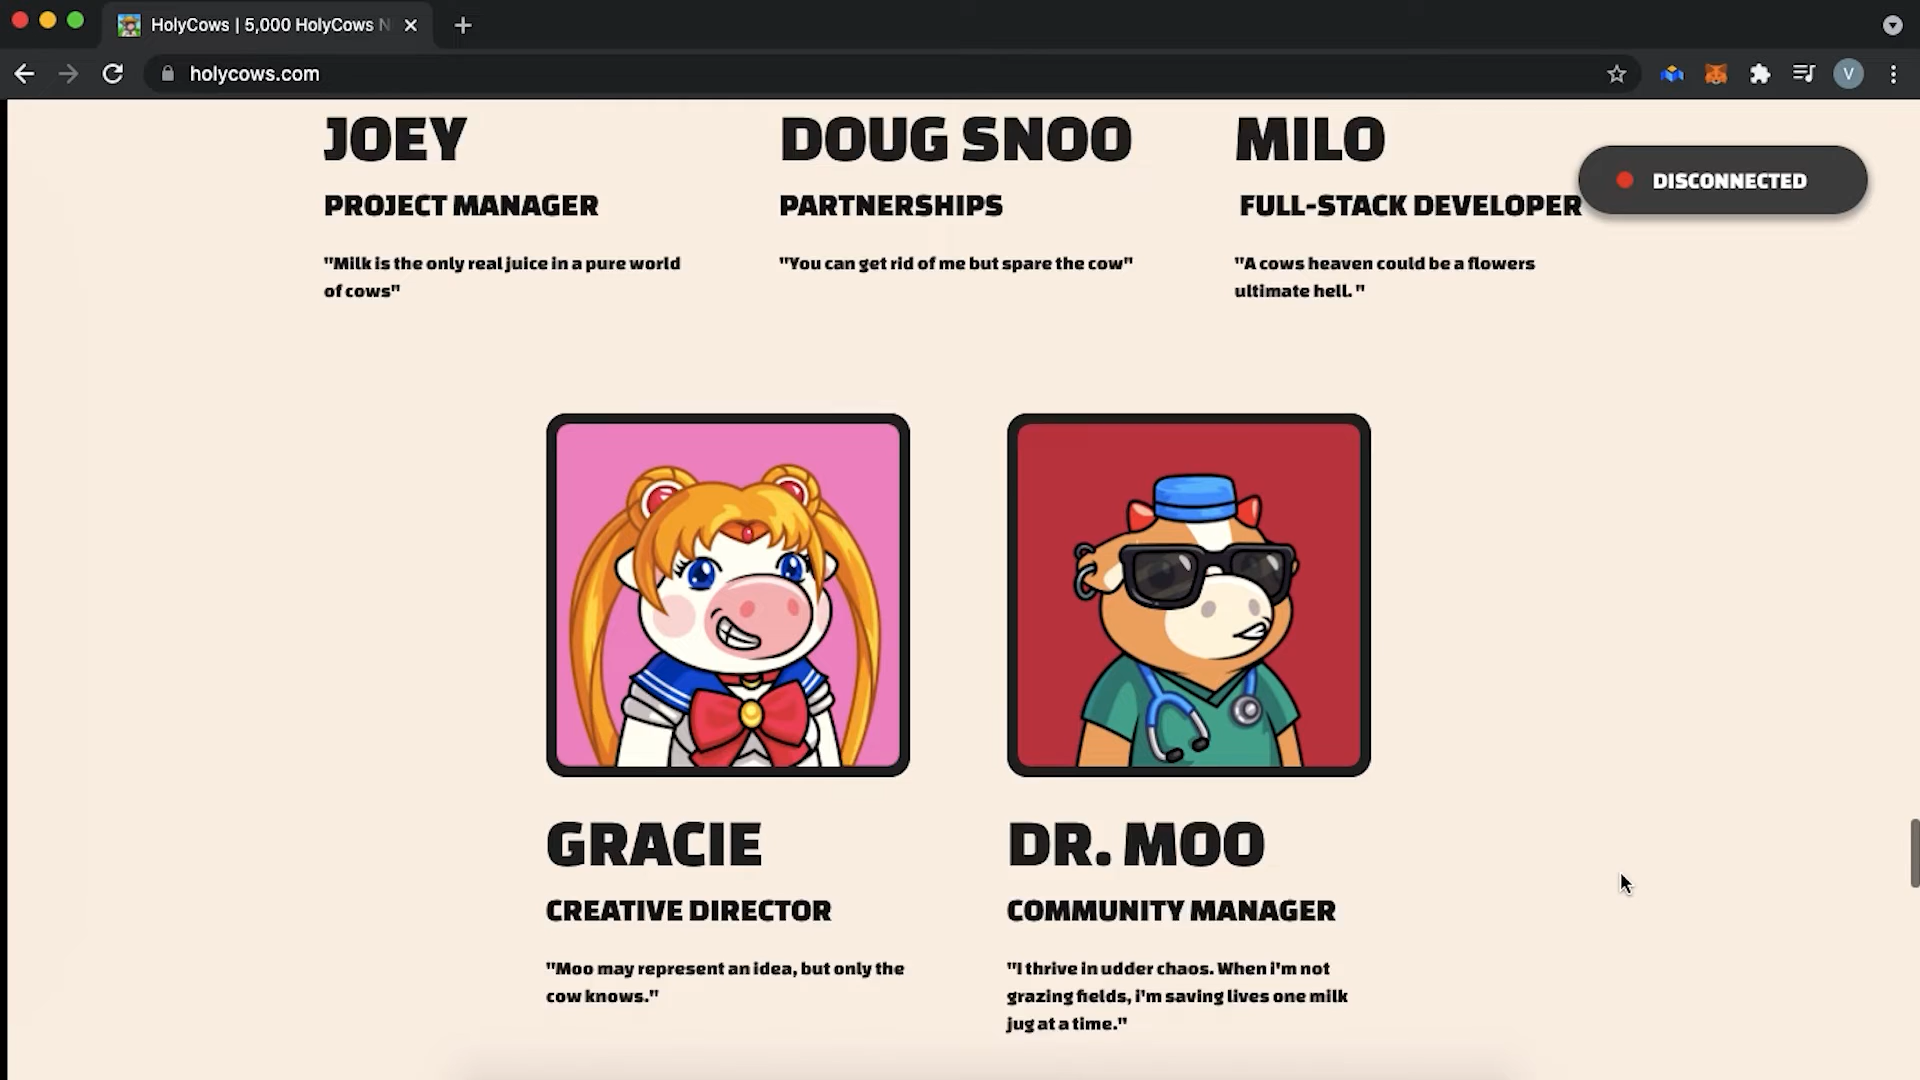 HolyCows | 5,000 HolyCows N
holycows.com
V
JOEY
PROJECT MANAGER
"Milk is the only real juice in a pure world
of cows"
DOUG SNOO
PARTNERSHIPS
"You can get rid of me but spare the cow"
MILO
FULL-STACK DEVELOPER
"A cows heaven could be a flowers
ultimate hell. "
DISCONNECTED
GRACIE
CREATIVE DIRECTOR
"Moo may represent an idea, but only the
cow knows."
DR. MOO
COMMUNITY MANAGER
"I thrive in udder chaos. When i'm not
grazing fields, i'm saving lives one milk
jug at a time."